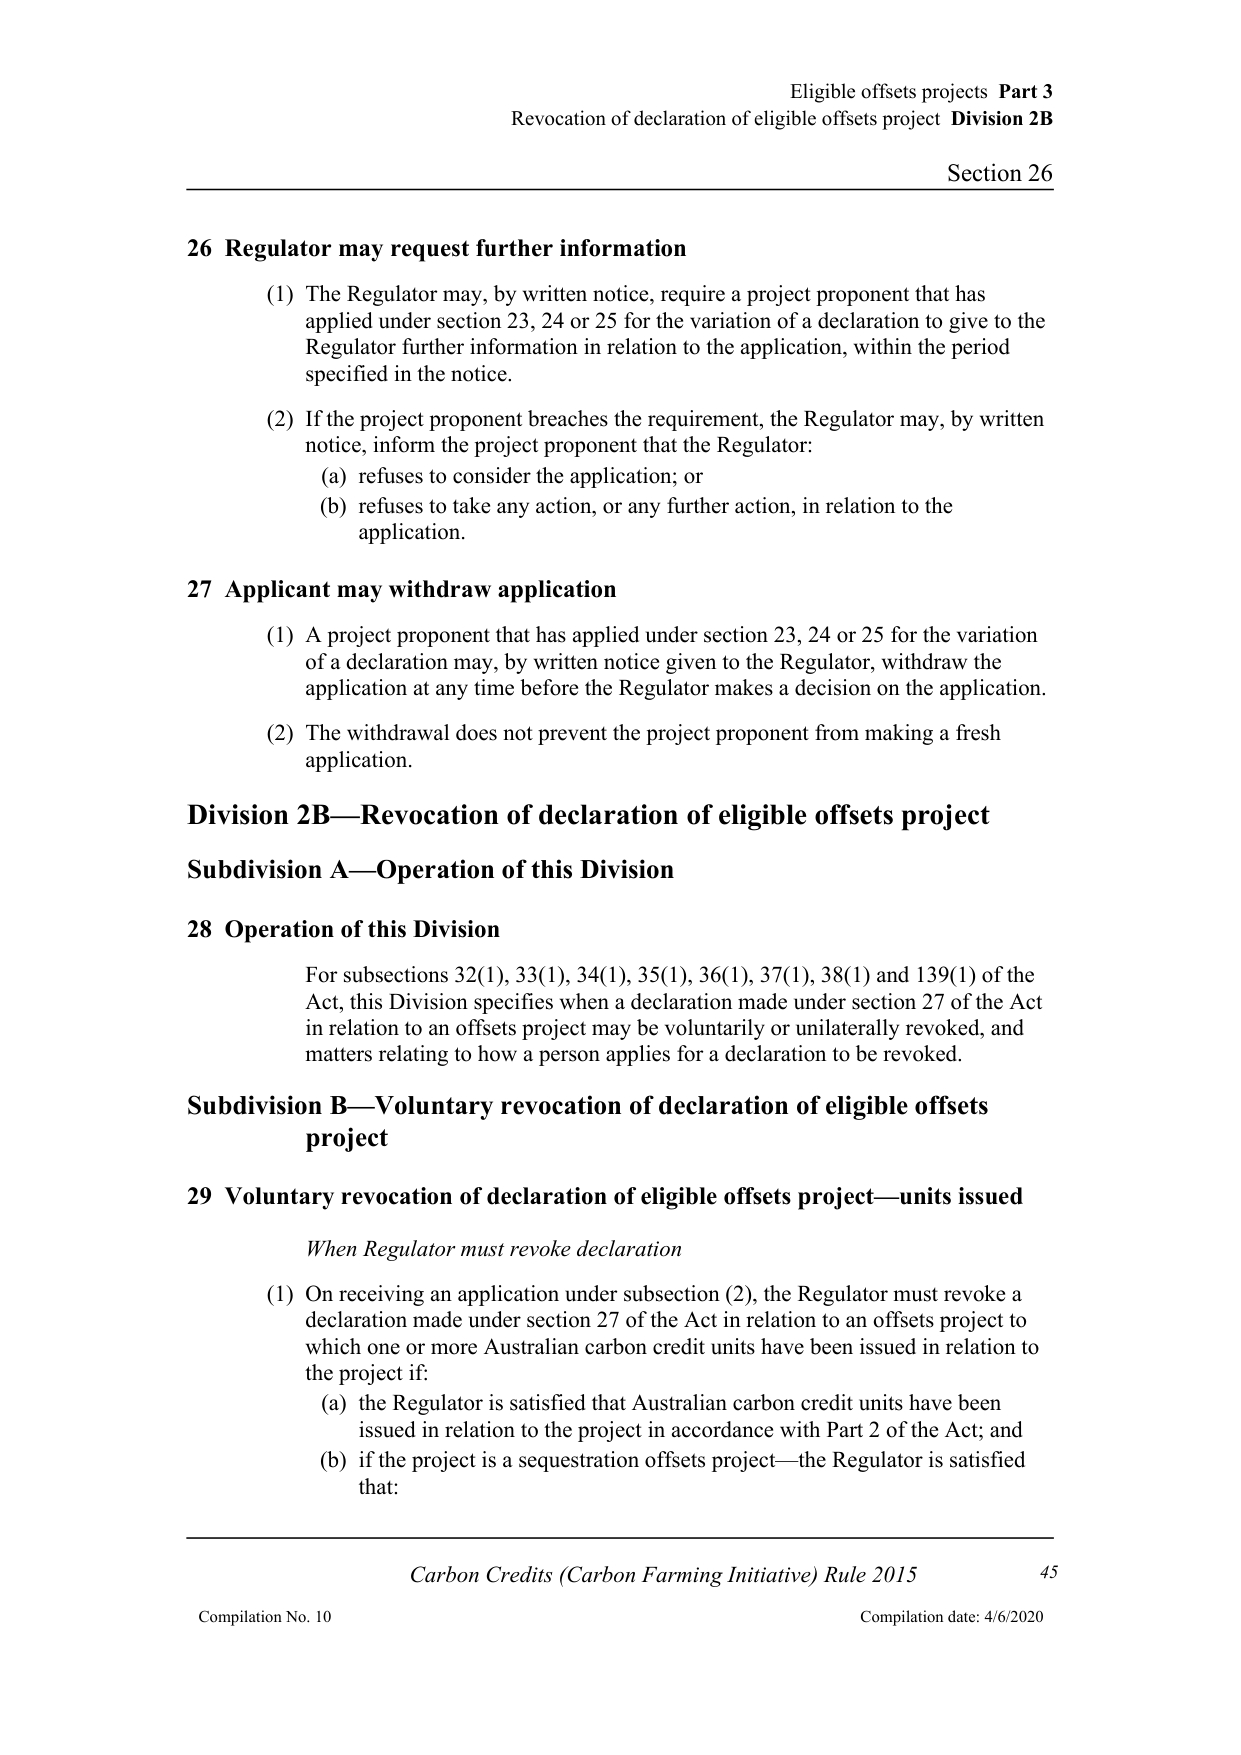 Eligible offsets projects Part 3
Revocation of declaration of eligible offsets project Division 2B
Section 26
26 Regulator may request further information
(1) The Regulator may, by written notice, require a project proponent that has
applied under section 23, 24 or 25 for the variation of a declaration to give to the
Regulator further information in relation to the application, within the period
specified in the notice.
(2) If the project proponent breaches the requirement, the Regulator may, by written
notice, inform the project proponent that the Regulator:
(a) refuses to consider the application; or
(b) refuses to take any action, or any further action, in relation to the
application.
27 Applicant may withdraw application
(1) A project proponent that has applied under section 23, 24 or 25 for the variation
of a declaration may, by written notice given to the Regulator, withdraw the
application at any time before the Regulator makes a decision on the application.
(2) The withdrawal does not prevent the project proponent from making a fresh
application.
Division 2B—Revocation of declaration of eligible offsets project
Subdivision A—Operation of this Division
28 Operation of this Division
For subsections 32(1), 33(1), 34(1), 35(1), 36(1), 37(1), 38(1) and 139(1) of the
Act, this Division specifies when a declaration made under section 27 of the Act
in relation to an offsets project may be voluntarily or unilaterally revoked, and
matters relating to how a person applies for a declaration to be revoked.
Subdivision B—Voluntary revocation of declaration of eligible offsets
project
29 Voluntary revocation of declaration of eligible offsets project—units issued
When Regulator must revoke declaration
(1) On receiving an application under subsection (2), the Regulator must revoke a
declaration made under section 27 of the Act in relation to an offsets project to
which one or more Australian carbon credit units have been issued in relation to
the project if:
(a) the Regulator is satisfied that Australian carbon credit units have been
issued in relation to the project in accordance with Part 2 of the Act; and
(b) if the project is a sequestration offsets project—the Regulator is satisfied
that:
Carbon Credits (Carbon Farming Initiative) Rule 2015 45
Compilation No. 10 Compilation date: 4/6/2020